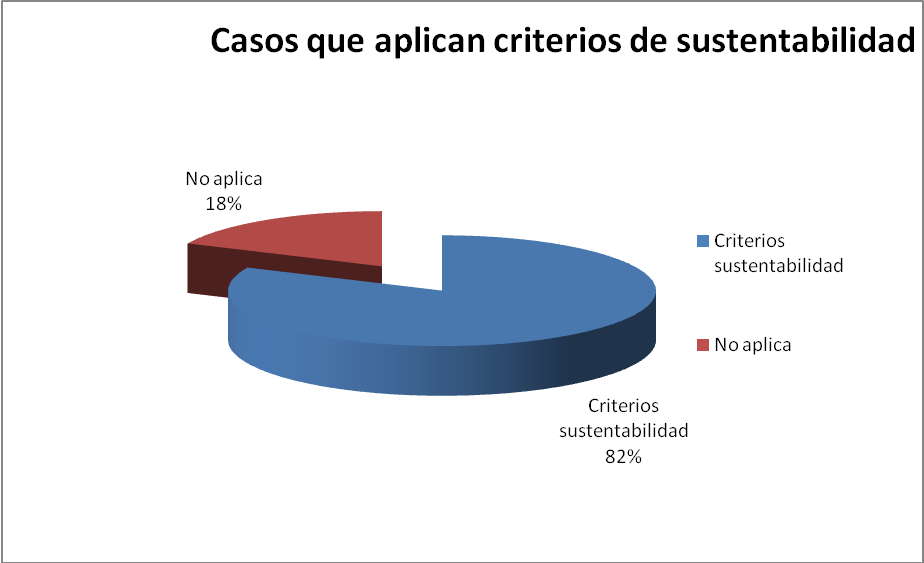 Casos que aplican criterios de sustentabilidad
No aplica
18%
Criterios
sustentabilidad
No aplica
Criterios
sustentabilidad
82%